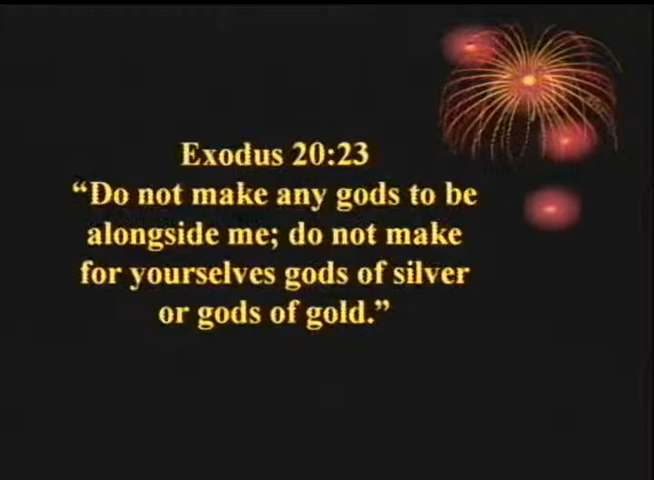 Exodus 20:23
“Do not make any gods to be
alongside me; do not make
for yourselves gods of silver
or gods of gold.”